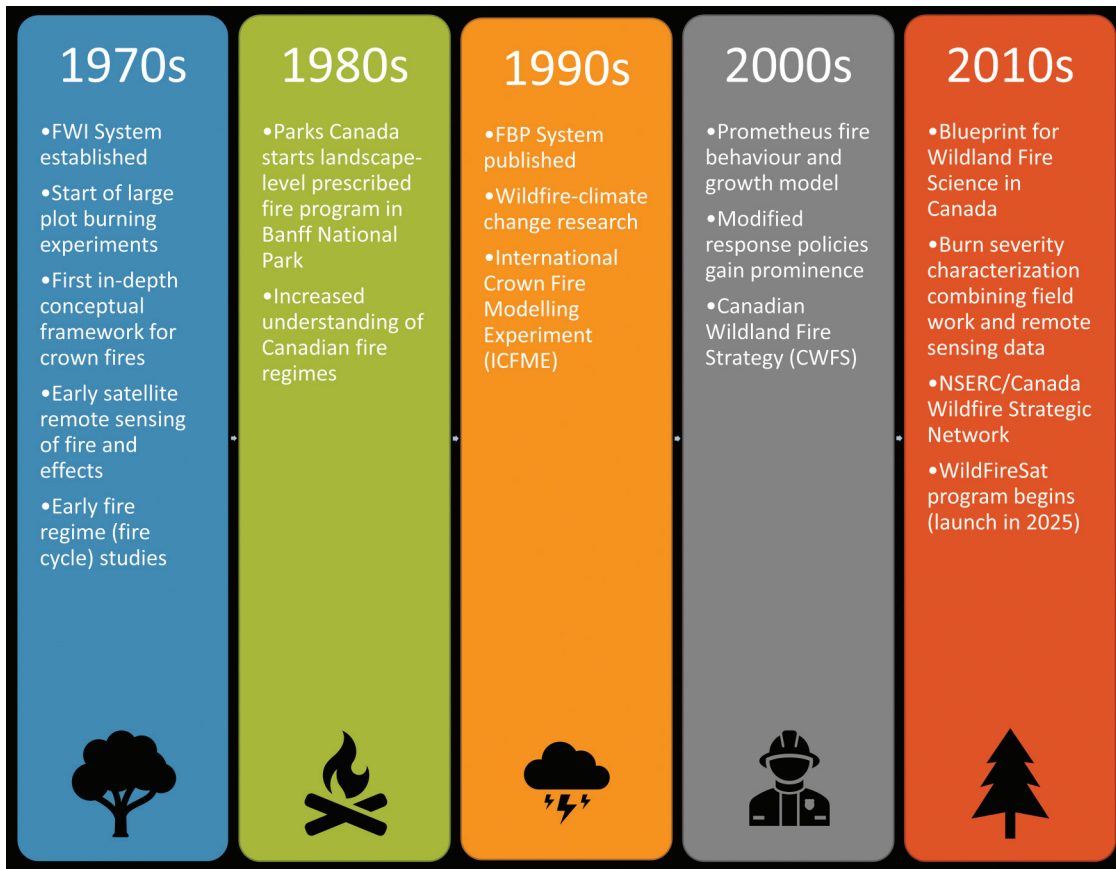 1970s
•FWI System
established
•Start of large
plot burning
experiments
•First in-depth
conceptual
framework for
crown fires
•Early satellite
remote sensing
of fire and
effects
•Early fire
regime (fire
cycle) studies
1980s
•Parks Canada
starts landscape-
level prescribed
fire program in
Banff National
Park
•Increased
understanding of
Canadian fire
regimes
1990s
•FBP System
published
•Wildfire-climate
change research
•International
Crown Fire
Modelling
Experiment
(ICFME)
2000s
•Prometheus fire
behaviour and
growth model
•Modified
response policies
gain prominence
•Canadian
Wildland Fire
Strategy (CWFS)
2010s
•Blueprint for
Wildland Fire
Science in
Canada
•Burn severity
characterization
combining field
work and remote
sensing data
•NSERC/Canada
Wildfire Strategic
Network
•WildFireSat
program begins
(launch in 2025)